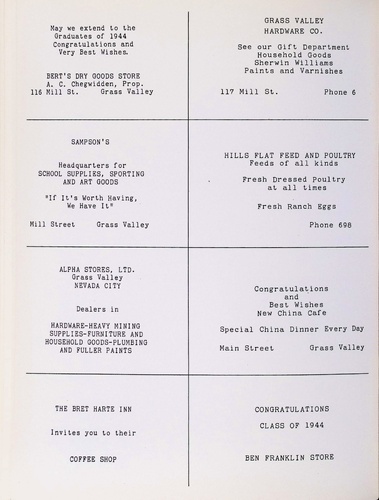 May we extend to the
Graduates of 1944
Congratulations and
Very Best Wishes.
BERT'S DRY GOODS STORE
A. C. Chegwidden, Prop.
116 Mill St. Grass Valley
GRASS VALLEY
HARDWARE CO.
See our Gift Department
Household Goods
Sherwin Williams
Paints and Varnishes
117 Mill St. Phone 6
SAMPSON'S
Headquarters for
SCHOOL SUPPLIES, SPORTING
AND ART GOODS
"If It's Worth Having,
We Have It"
Mill Street Grass Valley
HILLS FLAT FEED AND POULTRY
Feeds of all kinds
Fresh Dressed Poultry
at all times
Fresh Ranch Eggs
Phone 698
ALPHA STORES, LTD.
Grass Valley
NEVADA CITY
Dealers in
HARDWARE-HEAVY MINING
SUPPLIES-FURNITURE AND
HOUSEHOLD GOODS-PLUMBING
AND FULLER PAINTS
Congratulations
and
Best Wishes
New China Cafe
Special China Dinner Every Day
Main Street Grass Valley
THE BRET HARTE INN
Invites you to their
COFFEE SHOP
CONGRATULATIONS
CLASS OF 1944
BEN FRANKLIN STORE